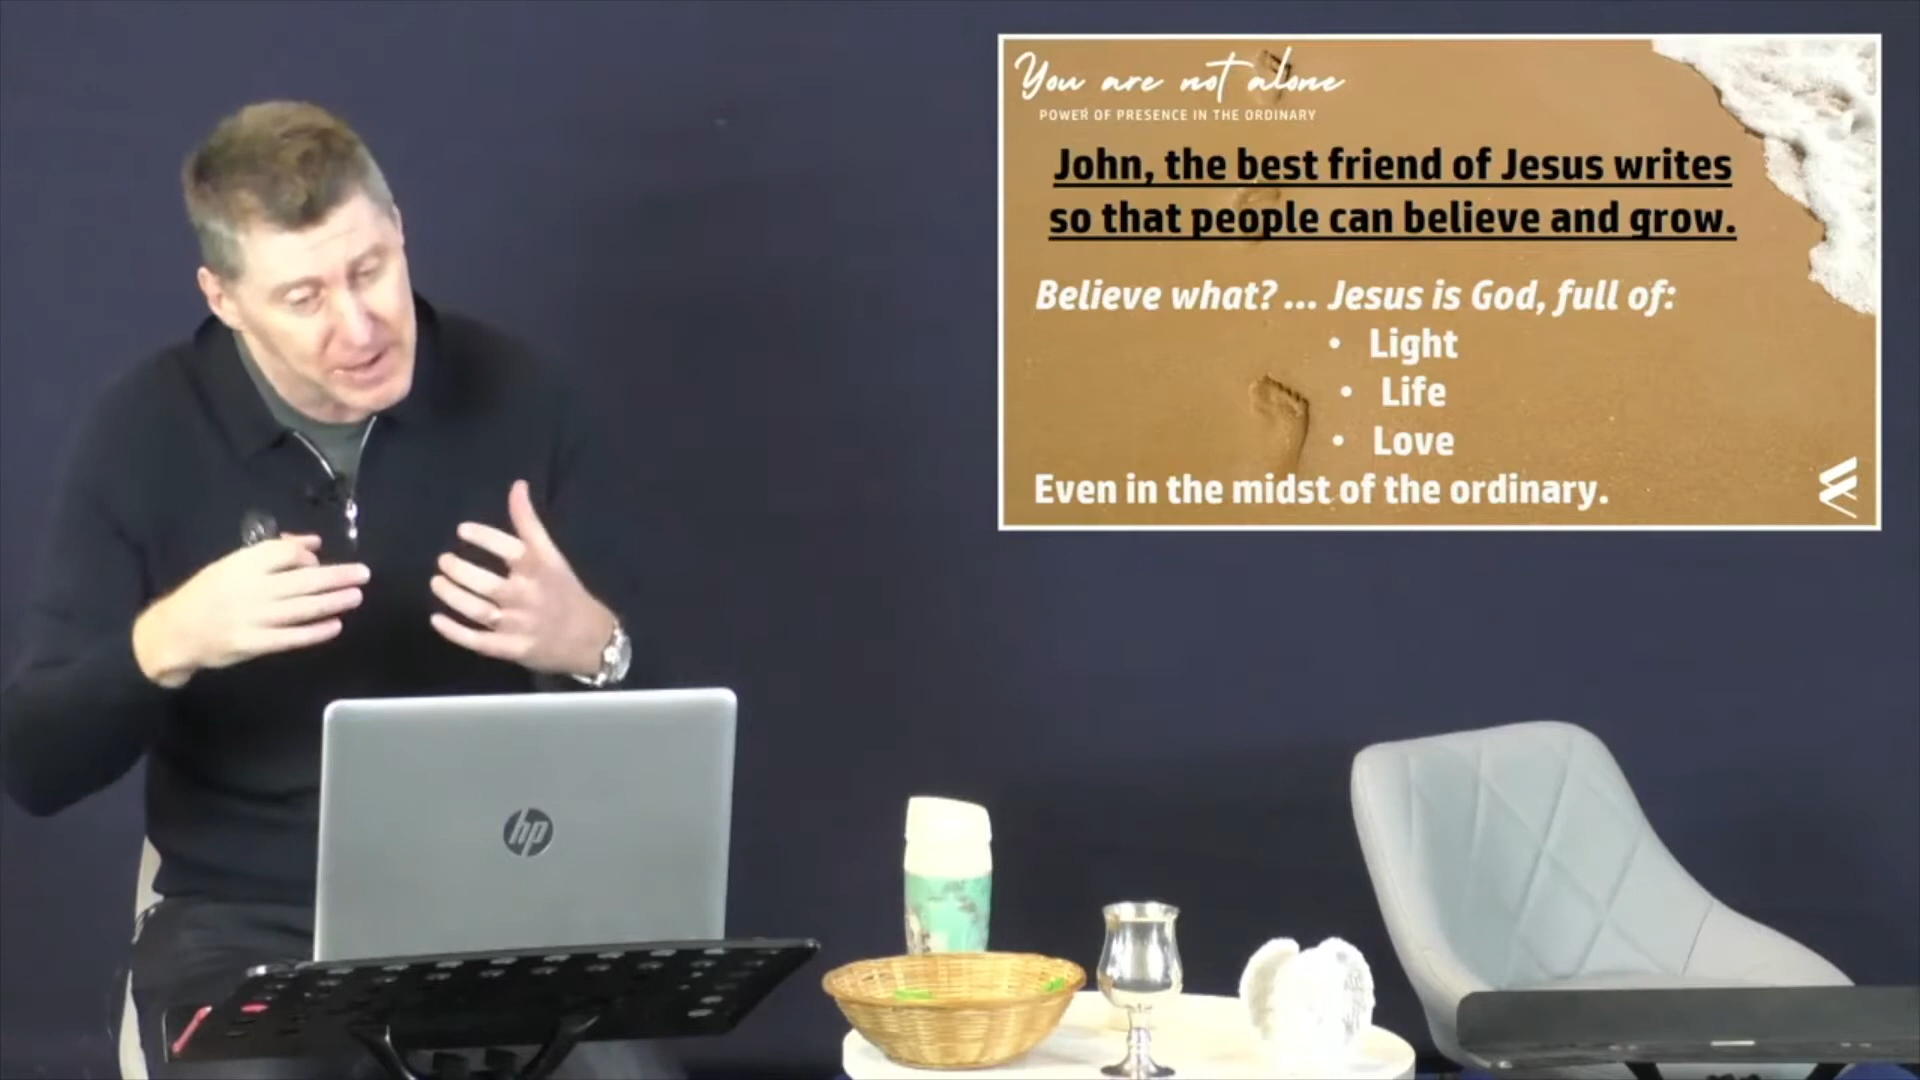 You are not alone
POWER OF PRESENCE IN THE ORDINARY
John, the best friend of Jesus writes
so that people can believe and grow.
Believe what? ... Jesus is God, full of:
• Light
• Life
• Love
Even in the midst of the ordinary.
hp